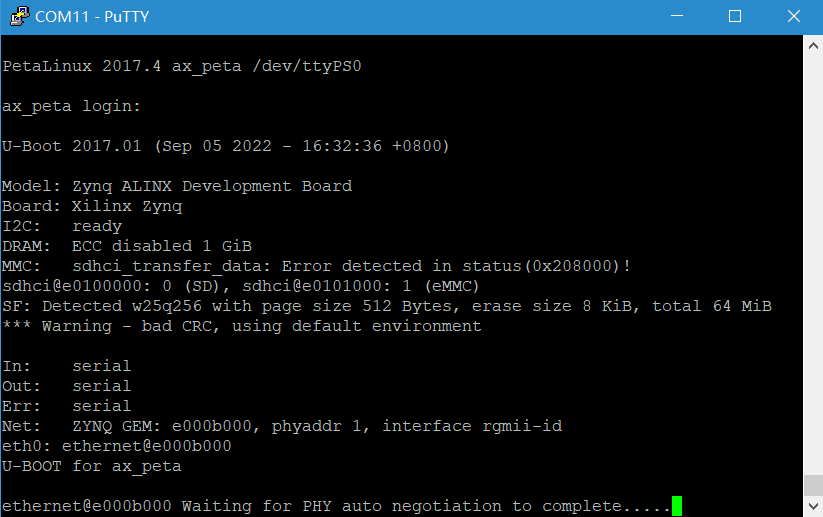 COM11 - PuTTY
PetaLinux 2017.4 ax_peta /dev/ttyPS0
ax_peta login:
U-Boot 2017.01 (Sep 05 2022 - 16:32:36 +0800)
Model: Zynq ALINX Development Board
Board: Xilinx Zynq
I2C:   ready
DRAM:  ECC disabled 1 GiB
MMC:   sdhci_transfer_data: Error detected in status(0x208000)!
sdhci@e0100000: 0 (SD), sdhci@e0101000: 1 (eMMC)
SF: Detected w25q256 with page size 512 Bytes, erase size 8 KiB, total 64 MiB
*** Warning - bad CRC, using default environment
In:    serial
Out:   serial
Err:   serial
Net:   ZYNQ GEM: e000b000, phyaddr 1, interface rgmii-id
eth0: ethernet@e000b000
U-BOOT for ax_peta
ethernet@e000b000 Waiting for PHY auto negotiation to complete.....